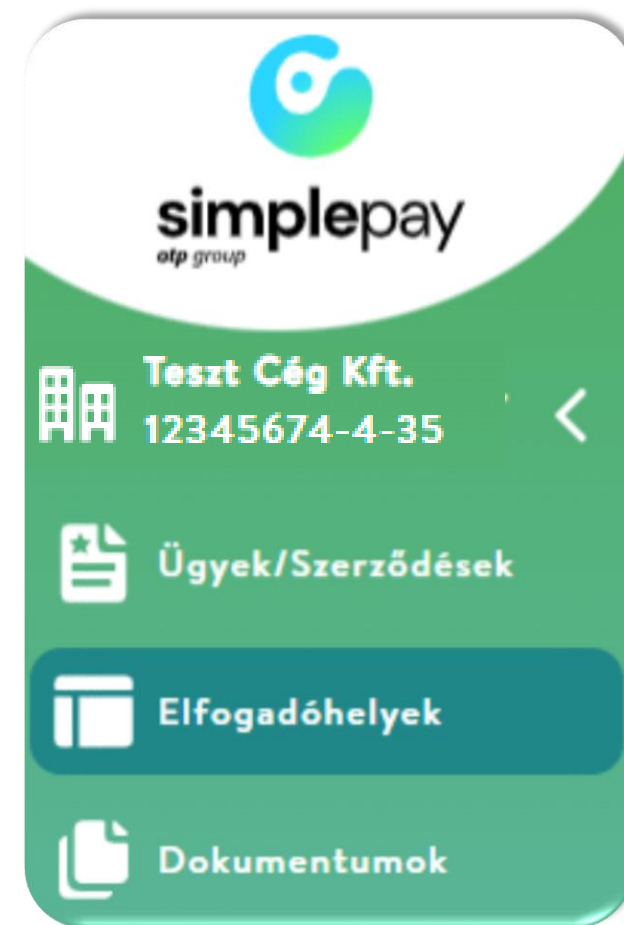 simplepay
otp group
Teszt Cég Kft.
12345674-4-35
Ügyek/Szerződések
Elfogadóhelyek
Dokumentumok